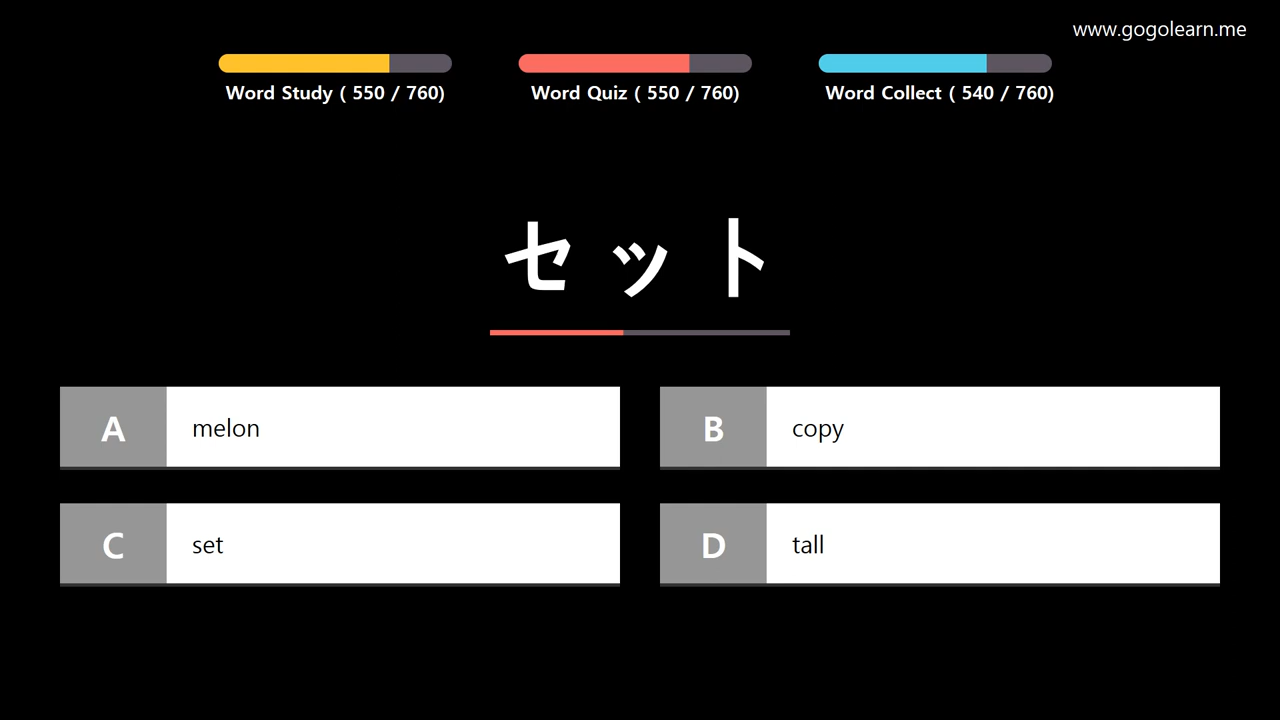 www.gogolearn.me
Word Study ( 550 / 760)
Word Quiz ( 550 / 760)
Word Collect ( 540 / 760)
セット
A melon
B copy
C set
D tall